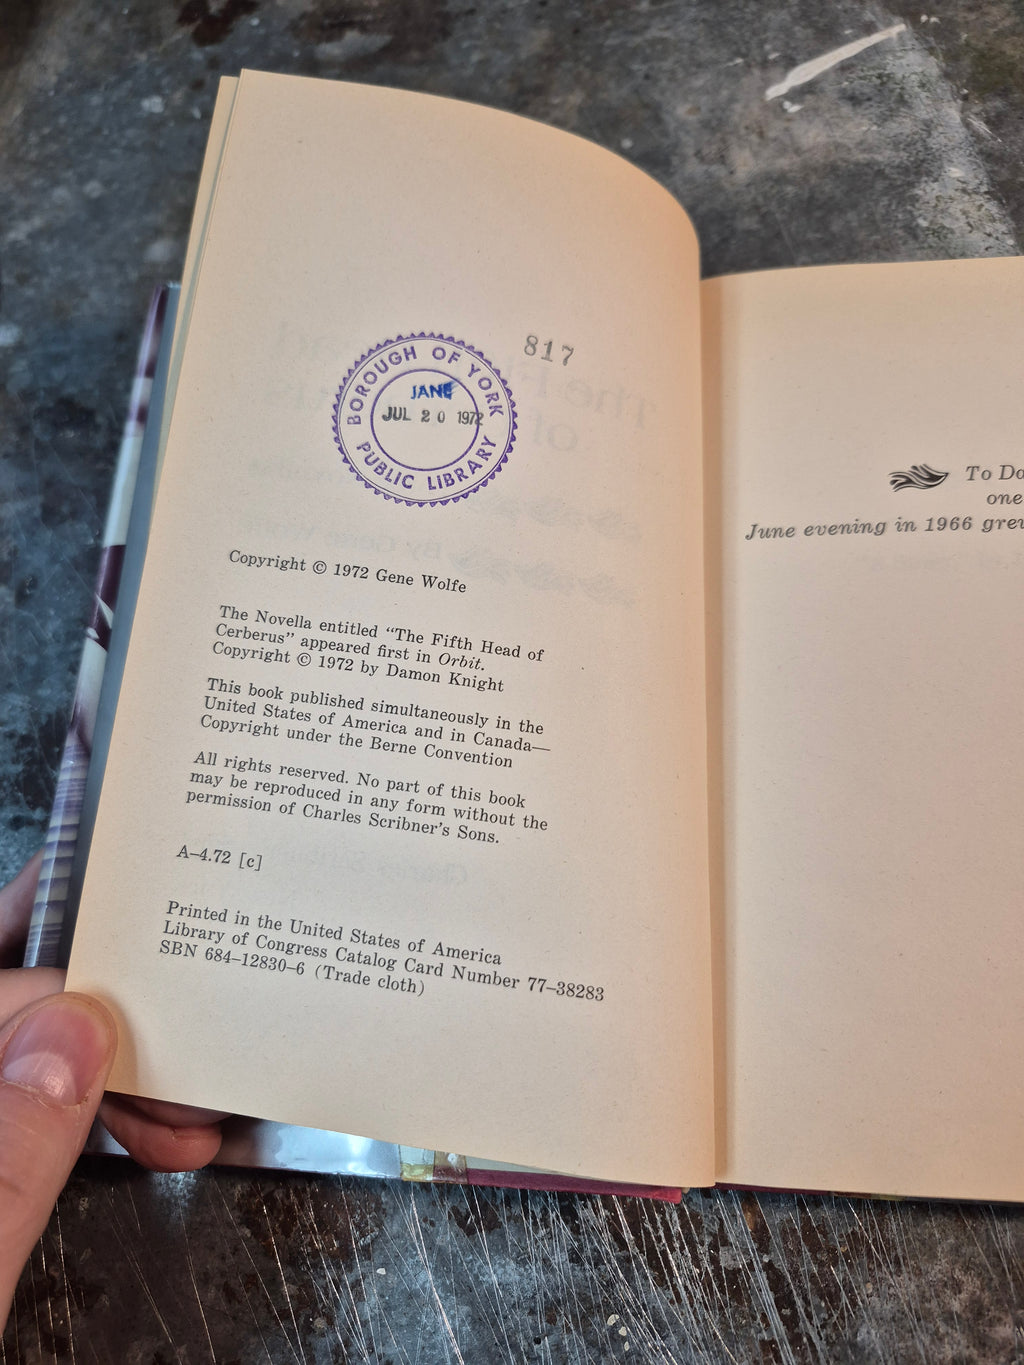 817
BOROUGH OF YORK
JANE
JUL 20 1972
PUBLIC LIBRARY
Copyright © 1972 Gene Wolfe
The Novella entitled “The Fifth Head of
Cerberus” appeared first in Orbit.
Copyright © 1972 by Damon Knight
This book published simultaneously in the
United States of America and in Canada—
Copyright under the Berne Convention
All rights reserved. No part of this book
may be reproduced in any form without the
permission of Charles Scribner’s Sons.
A–4.72 [c]
Printed in the United States of America
Library of Congress Catalog Card Number 77–38283
SBN 684–12830–6 (Trade cloth)
To Da
one
June evening in 1966 grew